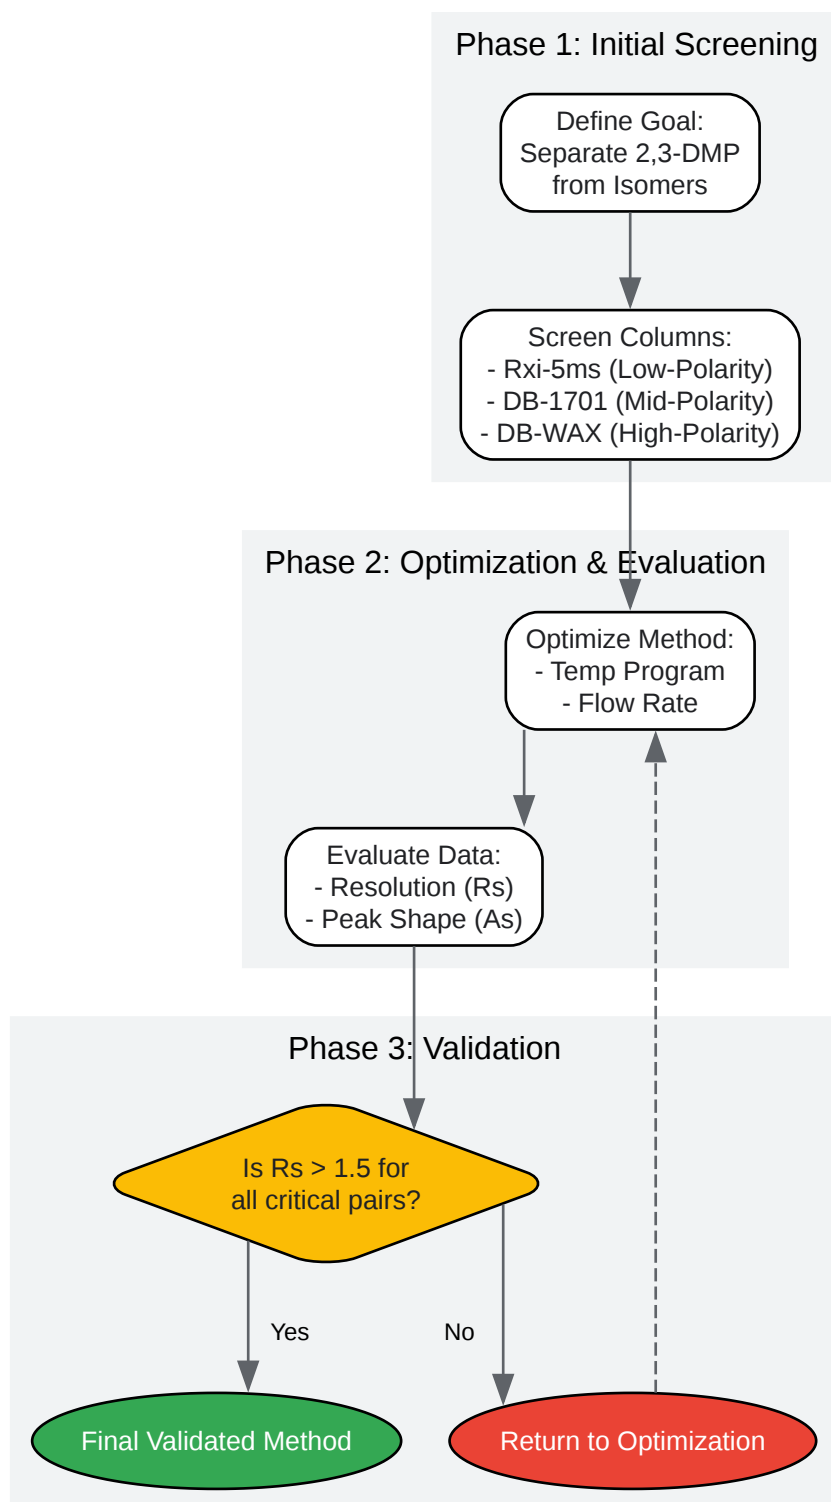 Phase 1: Initial Screening
Define Goal:
Separate 2,3-DMP
from Isomers
Screen Columns:
- Rxi-5ms (Low-Polarity)
- DB-1701 (Mid-Polarity)
- DB-WAX (High-Polarity)
Phase 2: Optimization & Evaluation
Optimize Method:
- Temp Program
- Flow Rate
Evaluate Data:
- Resolution (Rs)
- Peak Shape (As)
Phase 3: Validation
Is Rs > 1.5 for
all critical pairs?
Yes
No
Final Validated Method
Return to Optimization